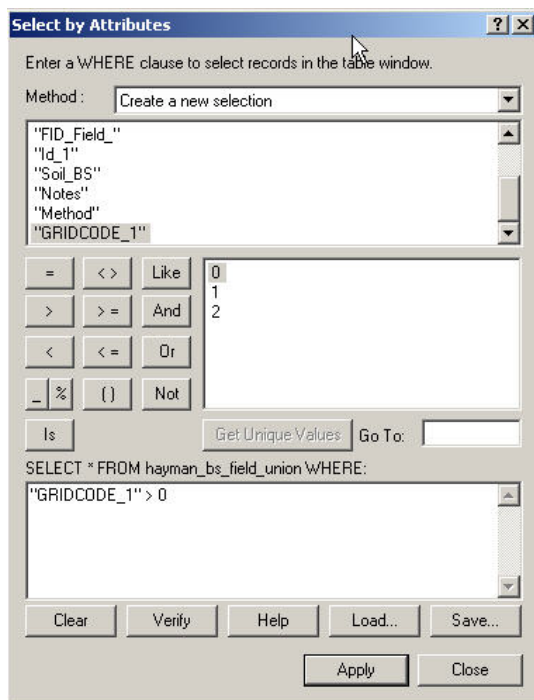 Select by Attributes
Enter a WHERE clause to select records in the table window.
Method : Create a new selection
"FID_Field_"
"Id_1"
"Soil_BS"
"Notes"
"Method"
"GRIDCODE_1"
= < > Like
0
1
2
> > = And
< < = Or
_ % ( ) Not
Is Get Unique Values Go To:
SELECT * FROM hayman_bs_field_union WHERE:
"GRIDCODE_1" > 0
Clear Verify Help Load... Save...
Apply Close